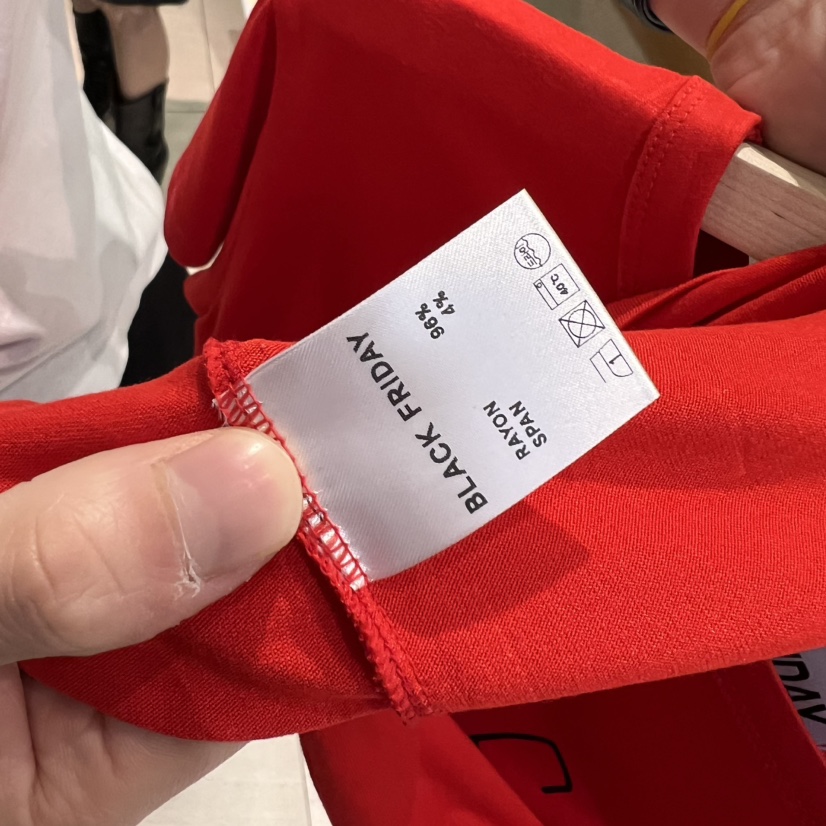 BLACK FRIDAY
RAYON 96%
SPAN 4%
40℃